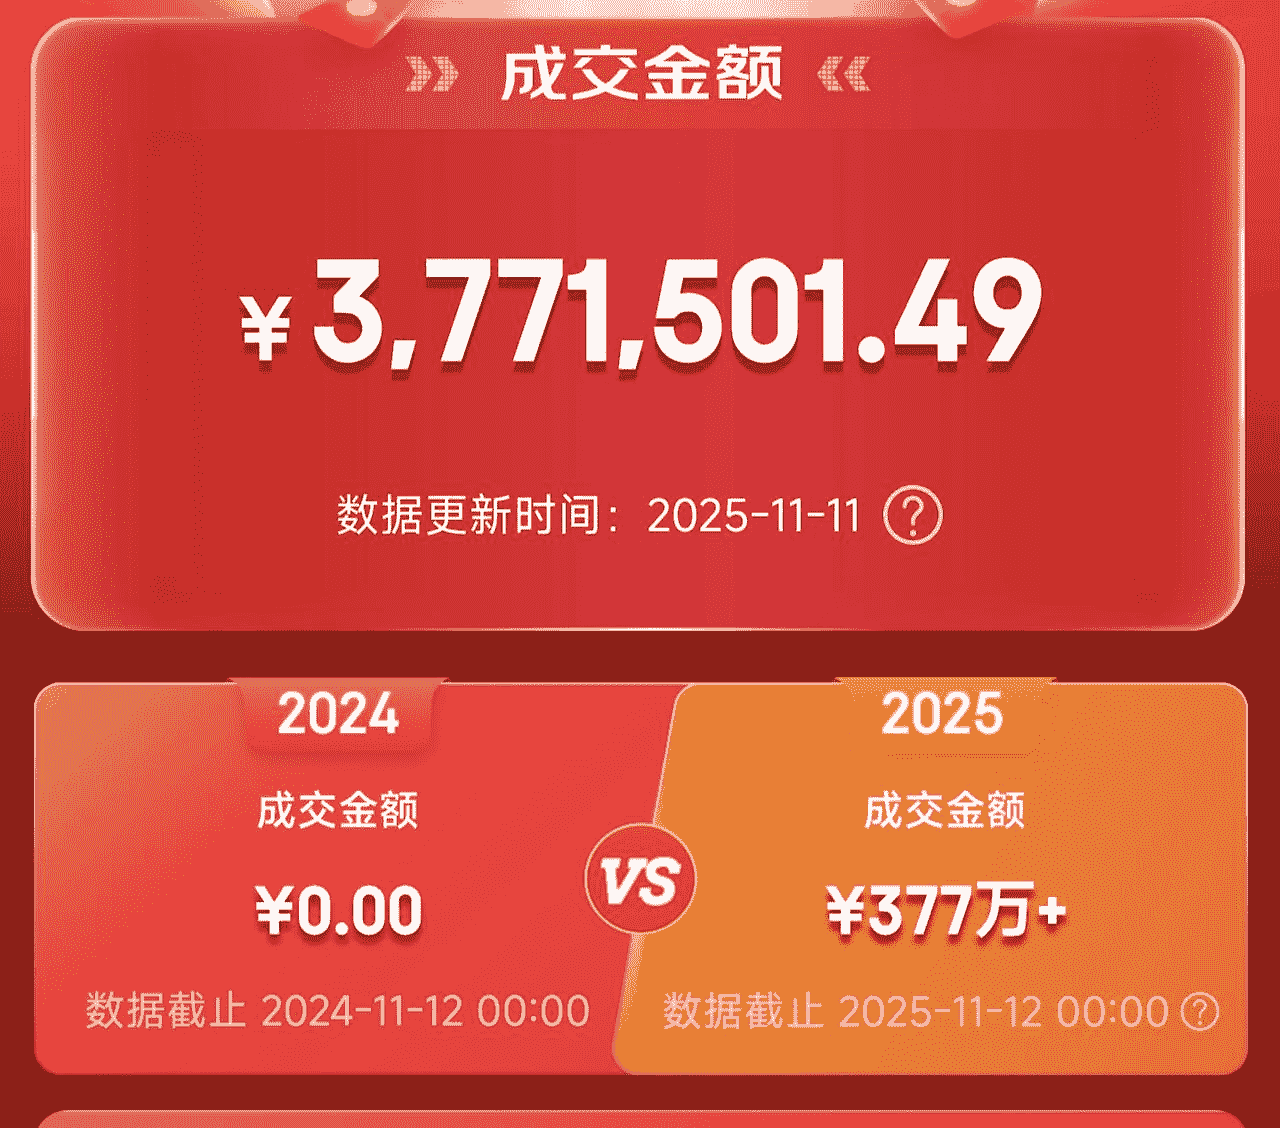 成交金额
¥3,771,501.49
数据更新时间：2025-11-11 ?
2024
成交金额
¥0.00
数据截止 2024-11-12 00:00
VS
2025
成交金额
¥377万+
数据截止 2025-11-12 00:00 ?